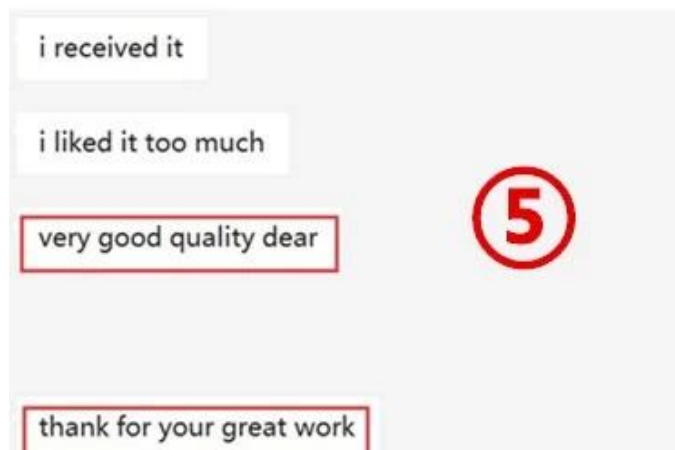 i received it
i liked it too much
very good quality dear
⑤
thank for your great work